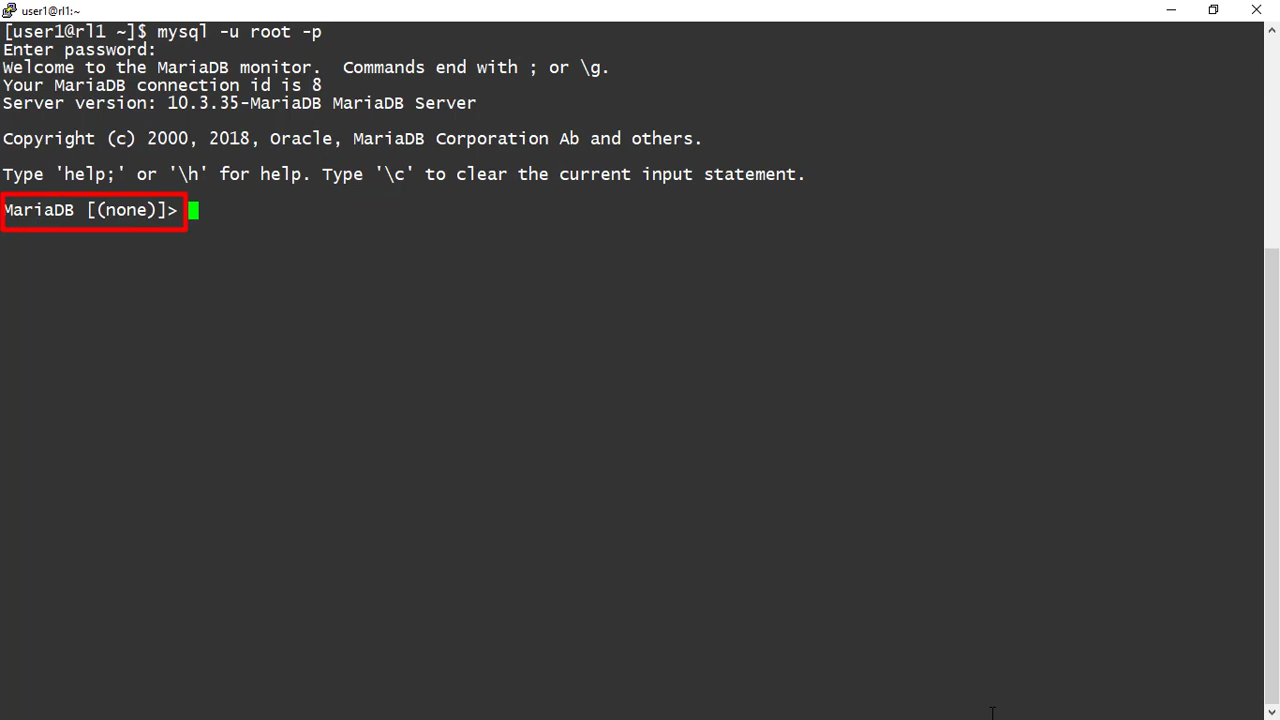 user1@rl1:~
[user1@rl1 ~]$ mysql -u root -p
Enter password:
Welcome to the MariaDB monitor.  Commands end with ; or \g.
Your MariaDB connection id is 8
Server version: 10.3.35-MariaDB MariaDB Server
Copyright (c) 2000, 2018, Oracle, MariaDB Corporation Ab and others.
Type 'help;' or '\h' for help. Type '\c' to clear the current input statement.
MariaDB [(none)]>